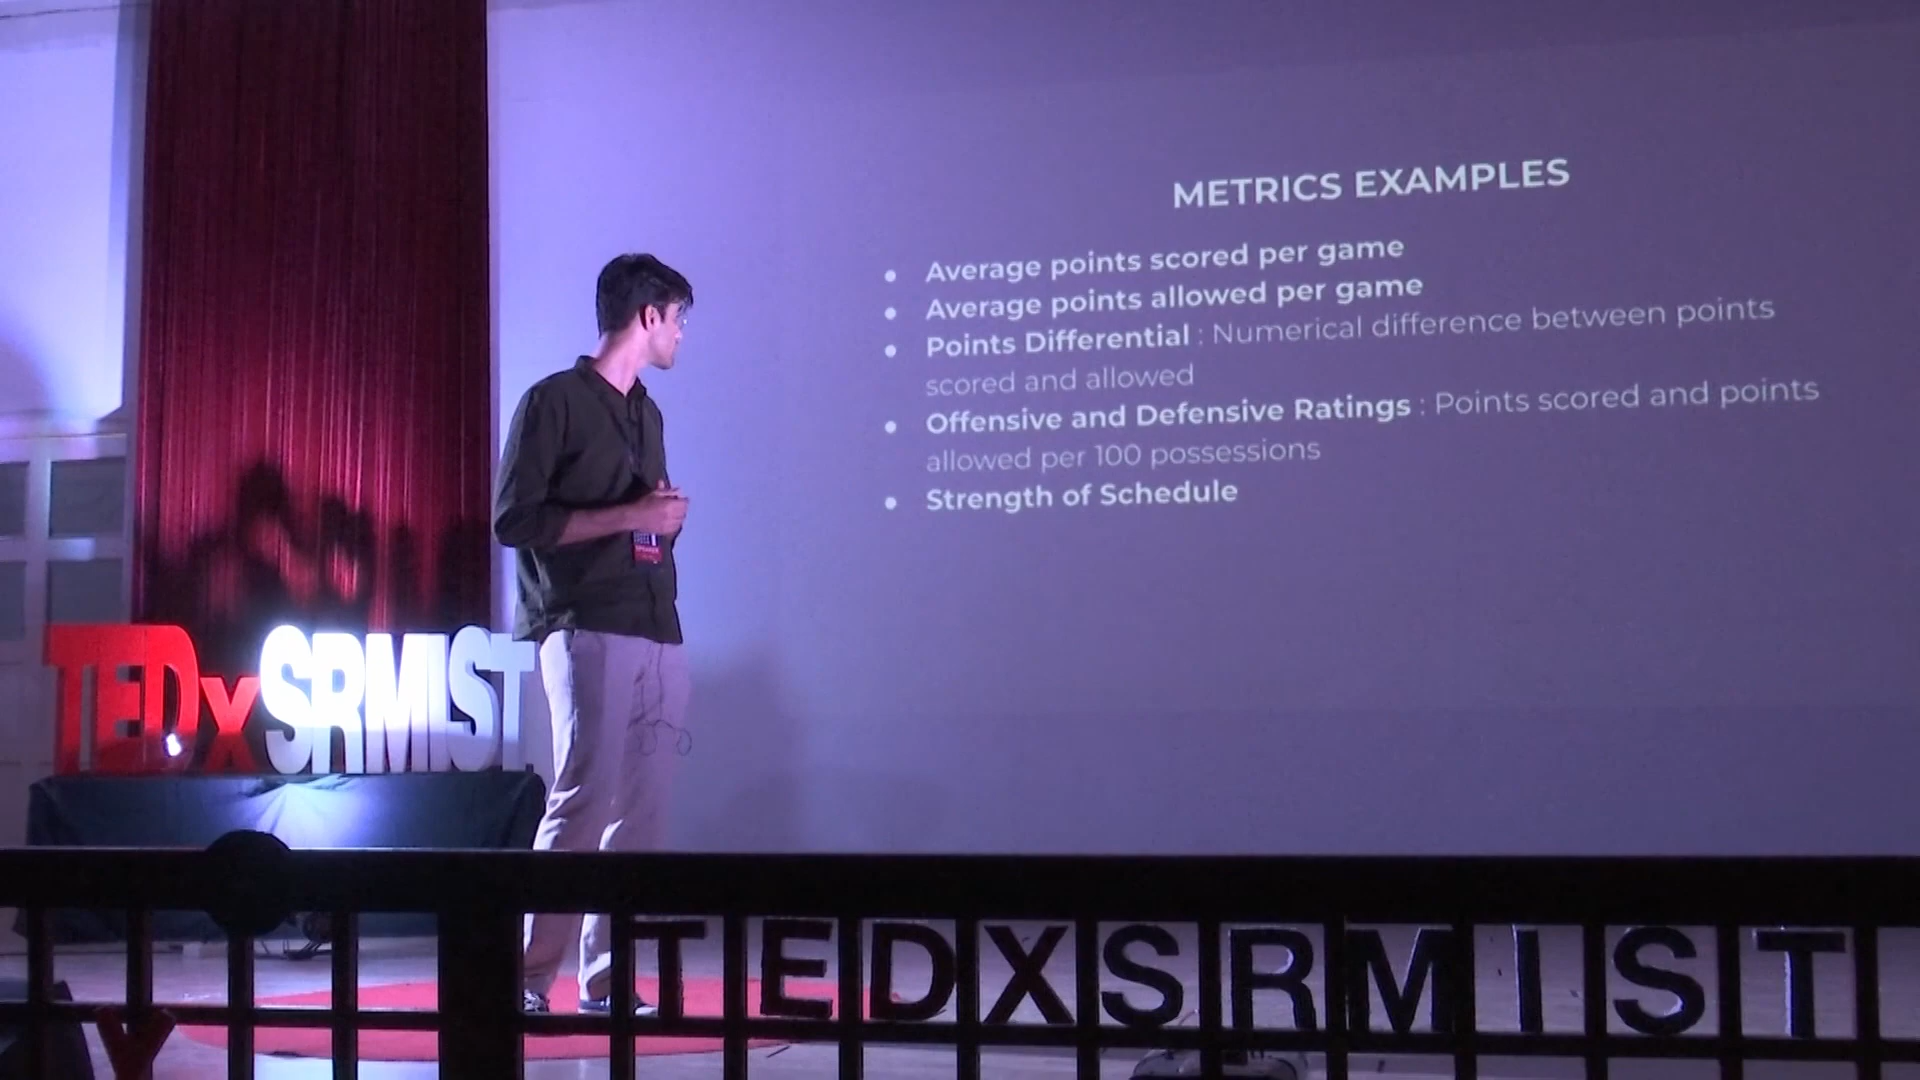 METRICS EXAMPLES
● Average points scored per game
● Average points allowed per game
● Points Differential : Numerical difference between points
scored and allowed
● Offensive and Defensive Ratings : Points scored and points
allowed per 100 possessions
● Strength of Schedule
SPEAKER
TEDxSRMIST
TEDXSRMIST